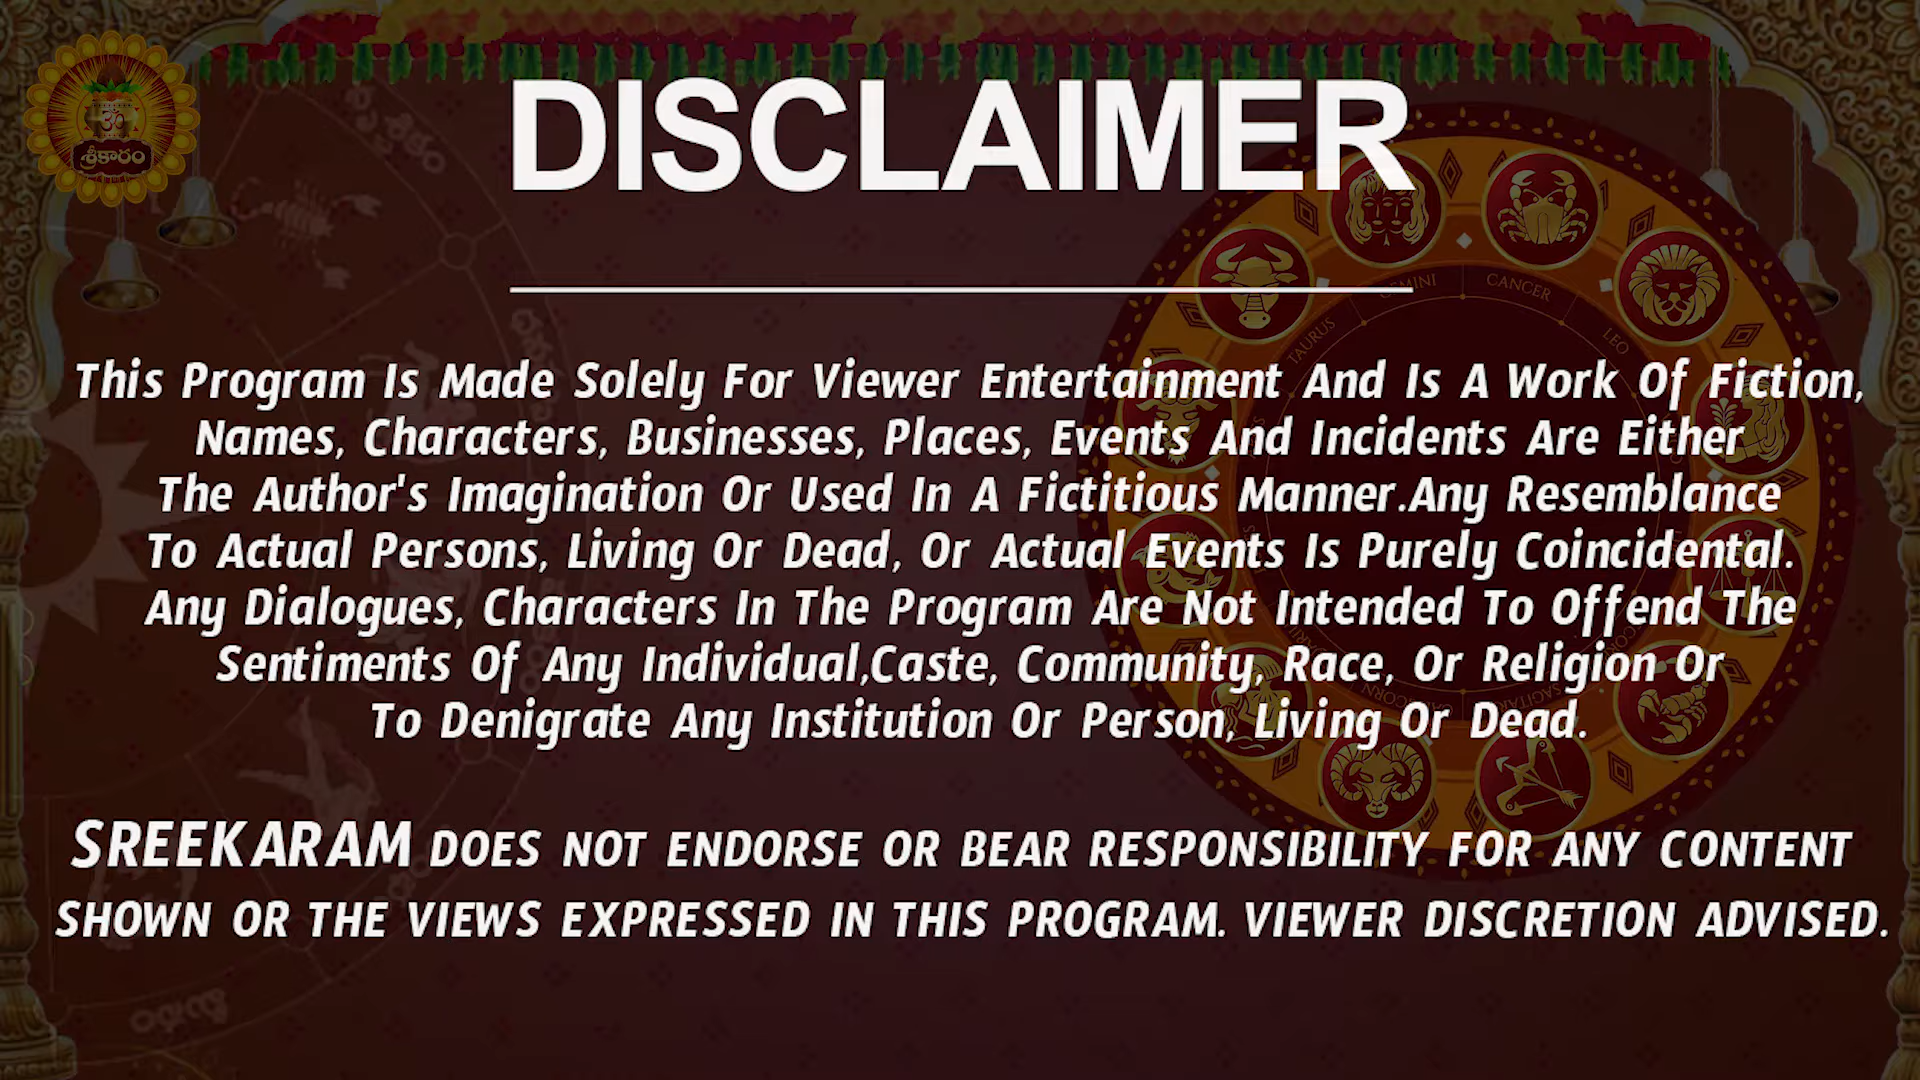 ॐ
శ్రీకారం
DISCLAIMER
GEMINI
CANCER
TAURUS
LEO
This Program Is Made Solely For Viewer Entertainment And Is A Work Of Fiction,
Names, Characters, Businesses, Places, Events And Incidents Are Either
The Author's Imagination Or Used In A Fictitious Manner.Any Resemblance
To Actual Persons, Living Or Dead, Or Actual Events Is Purely Coincidental.
Any Dialogues, Characters In The Program Are Not Intended To Offend The
Sentiments Of Any Individual,Caste, Community, Race, Or Religion Or
To Denigrate Any Institution Or Person, Living Or Dead.
SREEKARAM DOES NOT ENDORSE OR BEAR RESPONSIBILITY FOR ANY CONTENT
SHOWN OR THE VIEWS EXPRESSED IN THIS PROGRAM. VIEWER DISCRETION ADVISED.